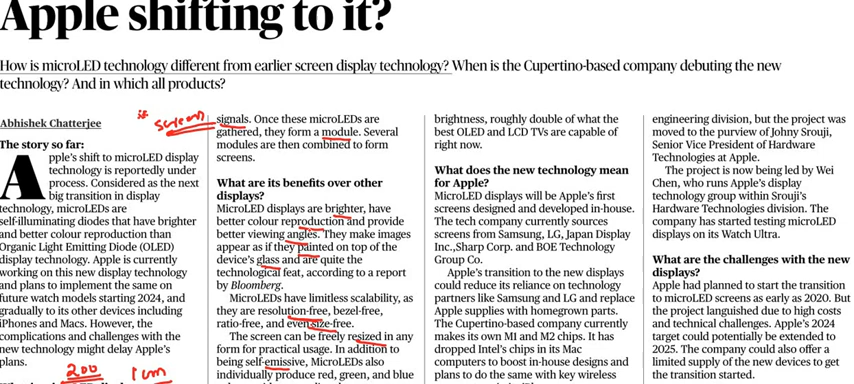 Apple shifting to it?
How is microLED technology different from earlier screen display technology? When is the Cupertino-based company debuting the new
technology? And in which all products?
Abhishek Chatterjee
The story so far:
Apple's shift to microLED display
technology is reportedly under
process. Considered as the next
big transition in display
technology, microLEDs are
self-illuminating diodes that have brighter
and better colour reproduction than
Organic Light Emitting Diode (OLED)
display technology. Apple is currently
working on this new display technology
and plans to implement the same on
future watch models starting 2024, and
gradually to its other devices including
iPhones and Macs. However, the
complications and challenges with the
new technology might delay Apple's
plans.
200 1 cm
screen
signals. Once these microLEDs are
gathered, they form a module. Several
modules are then combined to form
screens.
What are its benefits over other
displays?
MicroLED displays are brighter, have
better colour reproduction and provide
better viewing angles. They make images
appear as if they painted on top of the
device's glass and are quite the
technological feat, according to a report
by Bloomberg.
MicroLEDs have limitless scalability, as
they are resolution-free, bezel-free,
ratio-free, and even size-free.
The screen can be freely resized in any
form for practical usage. In addition to
being self-emissive, MicroLEDs also
individually produce red, green, and blue
brightness, roughly double of what the
best OLED and LCD TVs are capable of
right now.
What does the new technology mean
for Apple?
MicroLED displays will be Apple's first
screens designed and developed in-house.
The tech company currently sources
screens from Samsung, LG, Japan Display
Inc.,Sharp Corp. and BOE Technology
Group Co.
Apple's transition to the new displays
could reduce its reliance on technology
partners like Samsung and LG and replace
Apple supplies with homegrown parts.
The Cupertino-based company currently
makes its own M1 and M2 chips. It has
dropped Intel's chips in its Mac
computers to boost in-house designs and
plans to do the same with key wireless
engineering division, but the project was
moved to the purview of Johny Srouji,
Senior Vice President of Hardware
Technologies at Apple.
The project is now being led by Wei
Chen, who runs Apple's display
technology group within Srouji's
Hardware Technologies division. The
company has started testing microLED
displays on its Watch Ultra.
What are the challenges with the new
displays?
Apple had planned to start the transition
to microLED screens as early as 2020. But
the project languished due to high costs
and technical challenges. Apple's 2024
target could potentially be extended to
2025. The company could also offer a
limited supply of the new devices to get
the transition started.